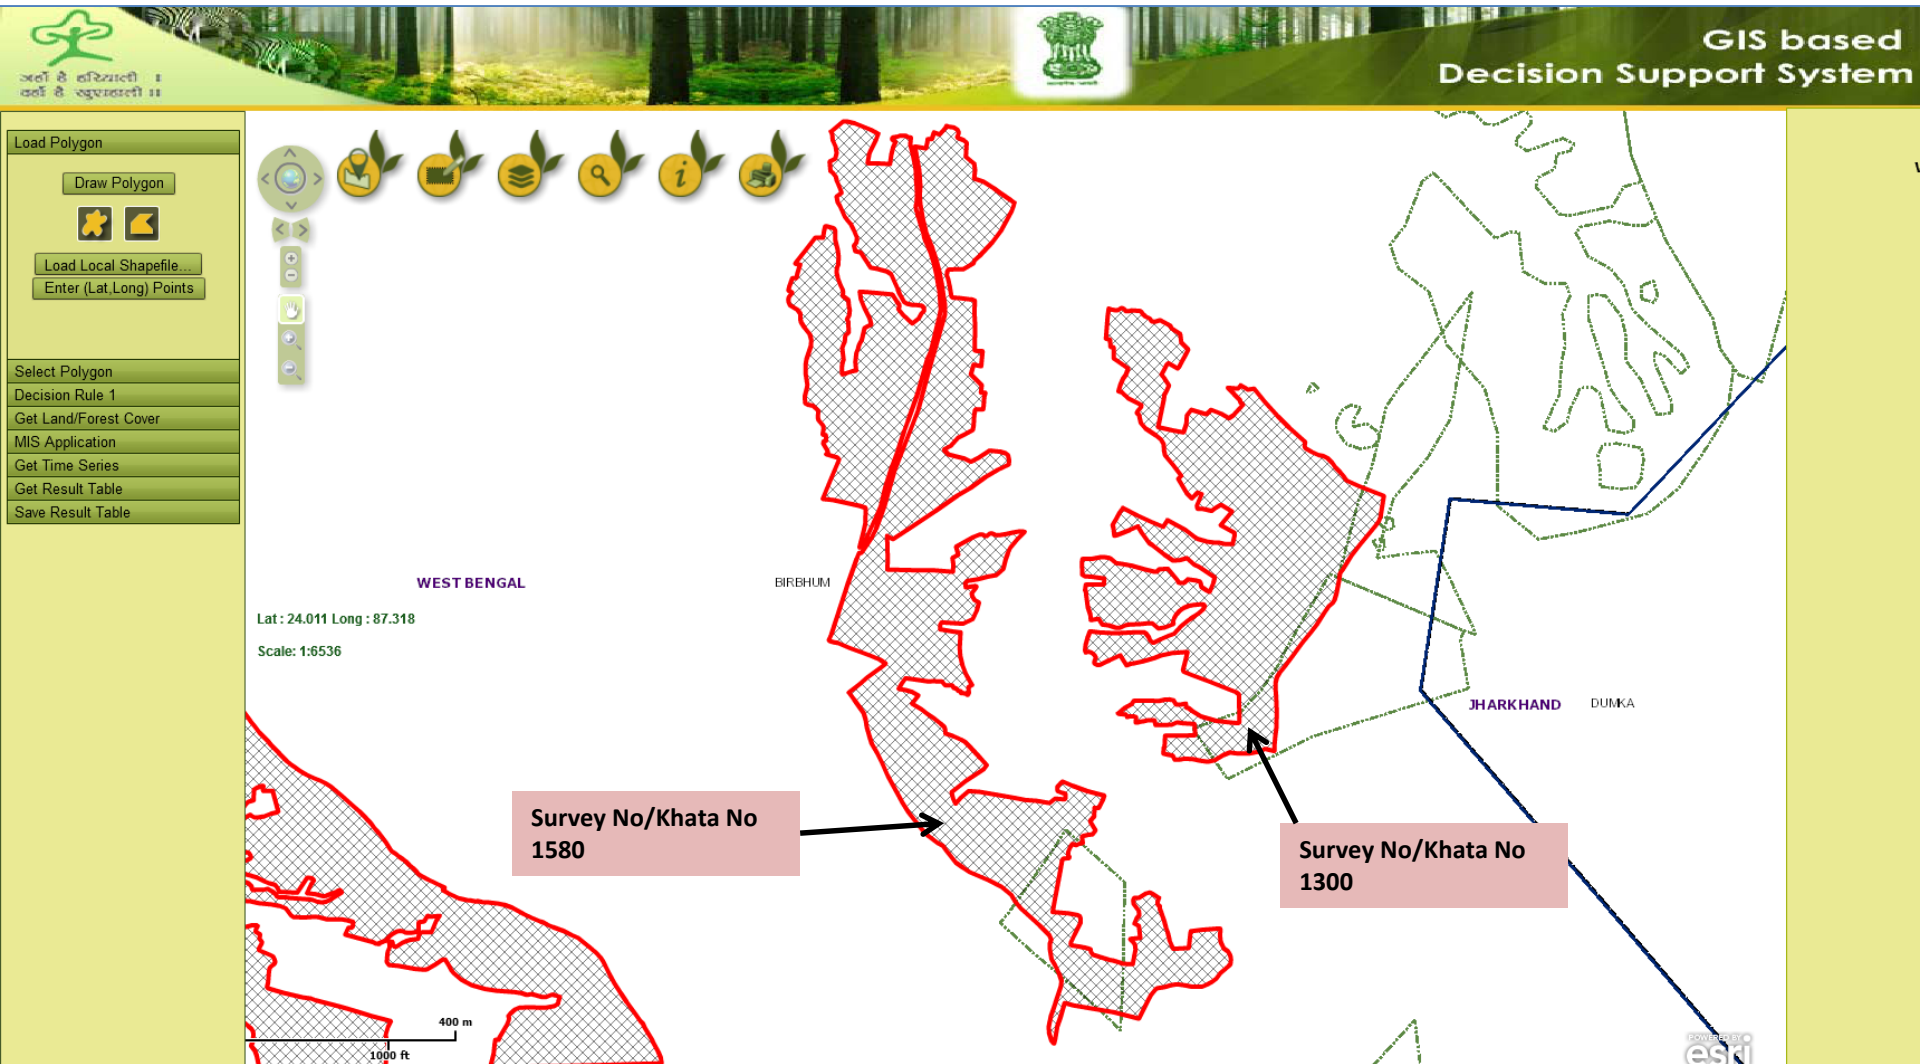 जहाँ है हरियाली ।
वहाँ है खुशहाली ॥
GIS based
Decision Support System
Load Polygon
Draw Polygon
Load Local Shapefile...
Enter (Lat,Long) Points
Select Polygon
Decision Rule 1
Get Land/Forest Cover
MIS Application
Get Time Series
Get Result Table
Save Result Table
WEST BENGAL
BIRBHUM
Lat : 24.011 Long : 87.318
Scale: 1:6536
JHARKHAND
DUMKA
Survey No/Khata No
1580
Survey No/Khata No
1300
400 m
1000 ft
POWERED BY
esri